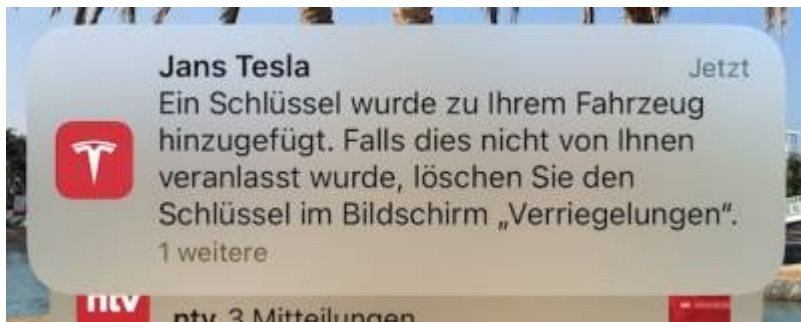 Jans Tesla
Jetzt
Ein Schlüssel wurde zu Ihrem Fahrzeug
hinzugefügt. Falls dies nicht von Ihnen
veranlasst wurde, löschen Sie den
Schlüssel im Bildschirm „Verriegelungen“.
1 weitere
ntv
ntv 3 Mitteilungen